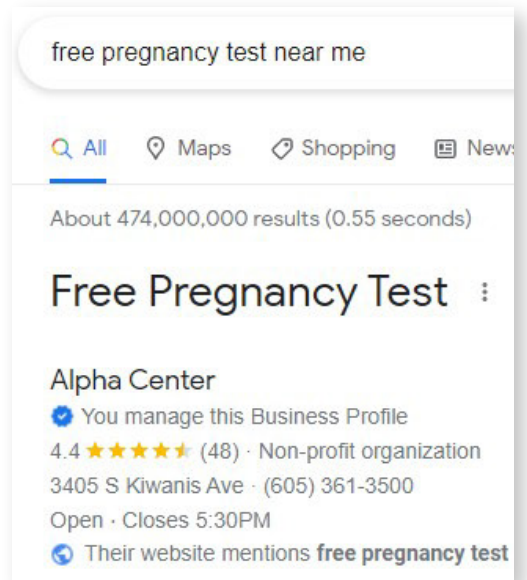 free pregnancy test near me
All Maps Shopping News
About 474,000,000 results (0.55 seconds)
Free Pregnancy Test
Alpha Center
You manage this Business Profile
4.4 (48) · Non-profit organization
3405 S Kiwanis Ave · (605) 361-3500
Open · Closes 5:30PM
Their website mentions free pregnancy test